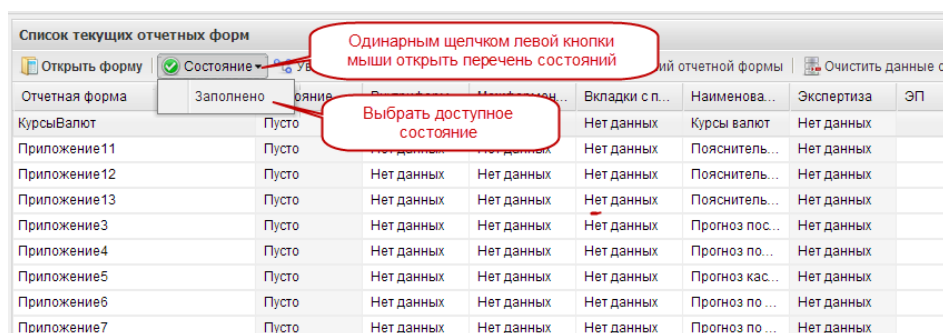 Список текущих отчетных форм
Одинарным щелчком левой кнопки
мыши открыть перечень состояний
Открыть форму Состояние отчетной формы Очистить данные
Отчетная форма Заполнено Вкладки с п... Наименова... Экспертиза ЭП
Выбрать доступное
состояние
КурсыВалют Пусто Нет данных Курсы валют Нет данных
Приложение11 Пусто Нет данных Нет данных Нет данных Пояснитель... Нет данных
Приложение12 Пусто Нет данных Нет данных Нет данных Пояснитель... Нет данных
Приложение13 Пусто Нет данных Нет данных Нет данных Пояснитель... Нет данных
Приложение3 Пусто Нет данных Нет данных Нет данных Прогноз пос... Нет данных
Приложение4 Пусто Нет данных Нет данных Нет данных Прогноз по... Нет данных
Приложение5 Пусто Нет данных Нет данных Нет данных Прогноз кас... Нет данных
Приложение6 Пусто Нет данных Нет данных Нет данных Прогноз по ... Нет данных
Приложение7 Пусто Нет данных Нет данных Нет данных Прогноз по ... Нет данных